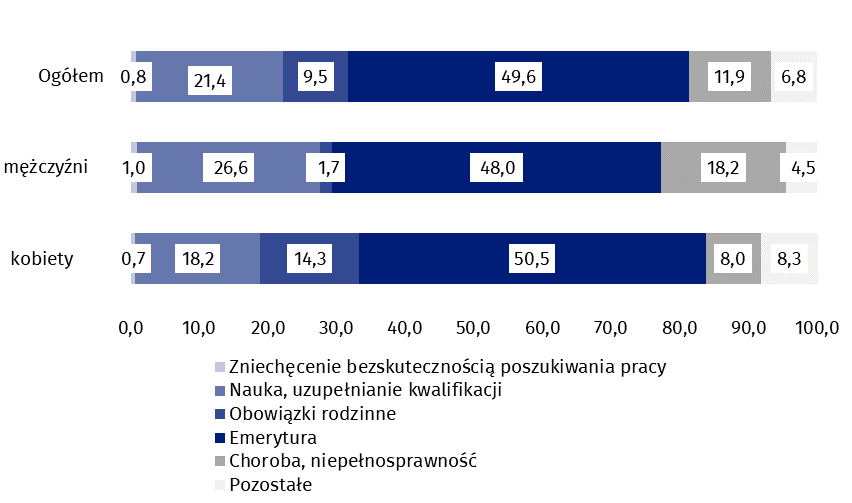 Ogółem 0,8 21,4 9,5 49,6 11,9 6,8
mężczyźni 1,0 26,6 1,7 48,0 18,2 4,5
kobiety 0,7 18,2 14,3 50,5 8,0 8,3
0,0 10,0 20,0 30,0 40,0 50,0 60,0 70,0 80,0 90,0 100,0
Zniechęcenie bezskutecznością poszukiwania pracy
Nauka, uzupełnianie kwalifikacji
Obowiązki rodzinne
Emerytura
Choroba, niepełnosprawność
Pozostałe